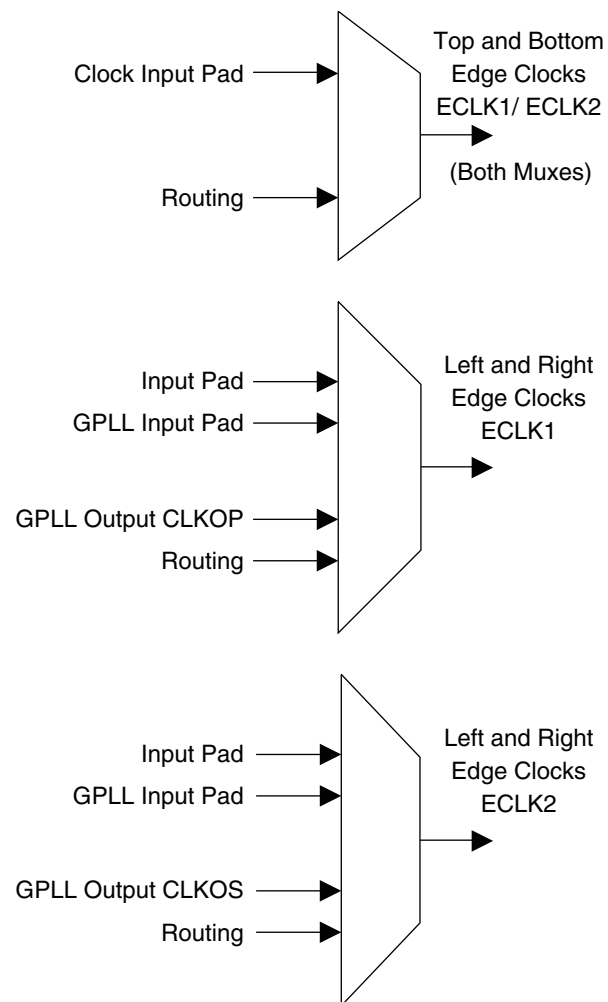 Clock Input Pad
Routing
Top and Bottom
Edge Clocks
ECLK1/ ECLK2
(Both Muxes)
Input Pad
GPLL Input Pad
GPLL Output CLKOP
Routing
Left and Right
Edge Clocks
ECLK1
Input Pad
GPLL Input Pad
GPLL Output CLKOS
Routing
Left and Right
Edge Clocks
ECLK2